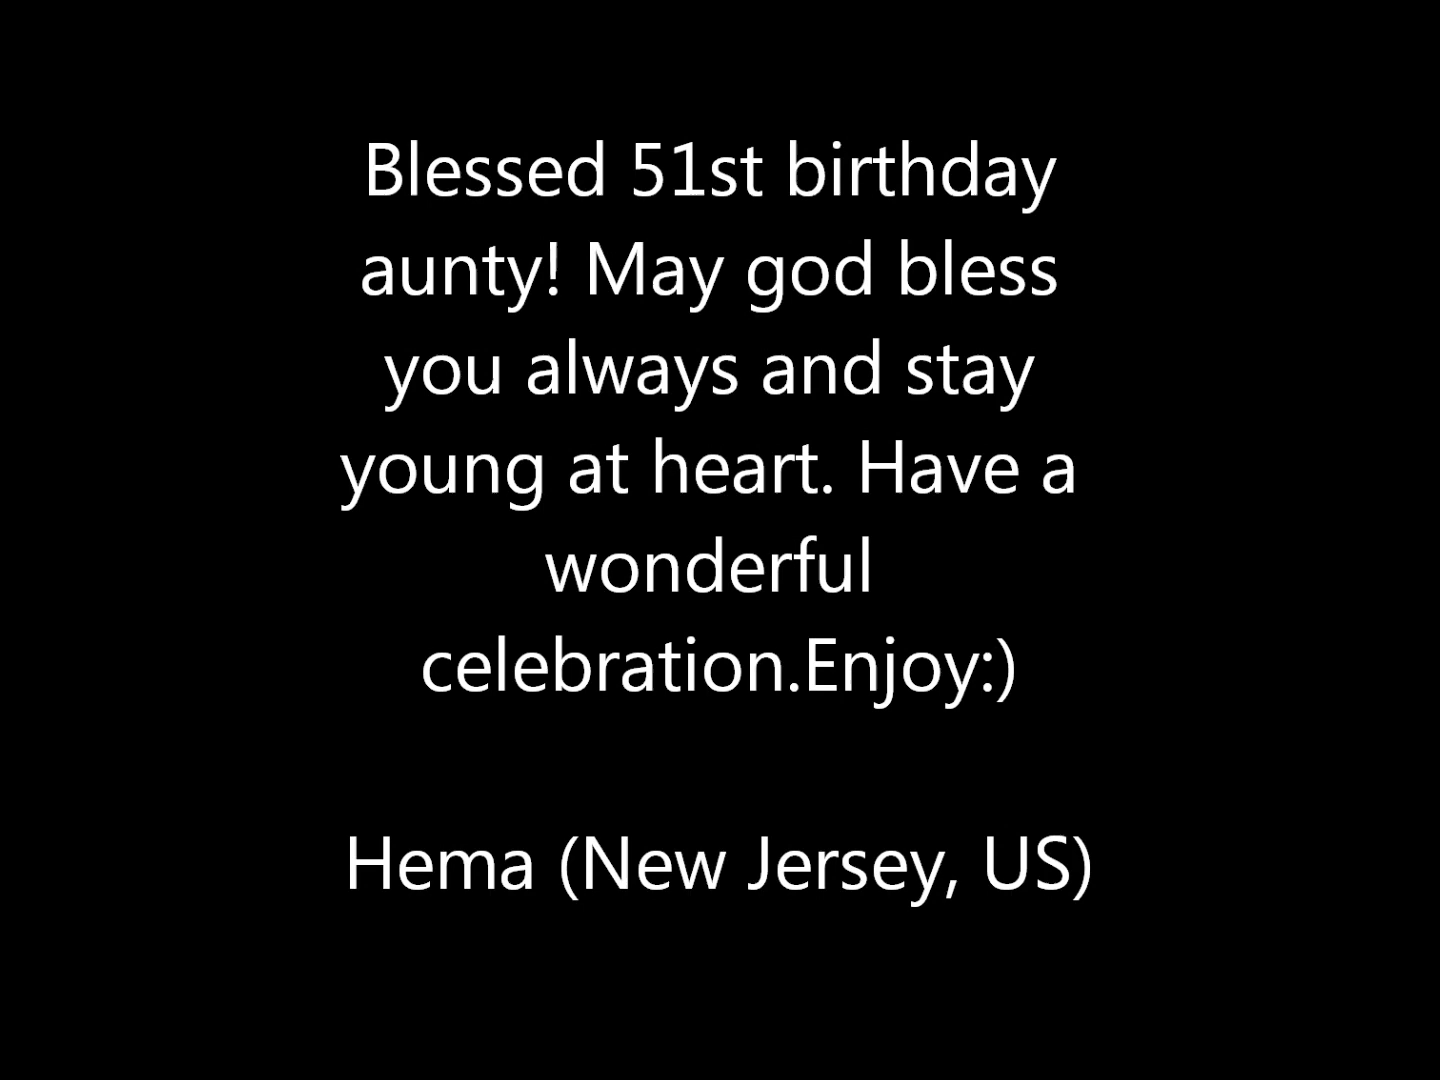 Blessed 51st birthday
aunty! May god bless
you always and stay
young at heart. Have a
wonderful
celebration.Enjoy:)
Hema (New Jersey, US)